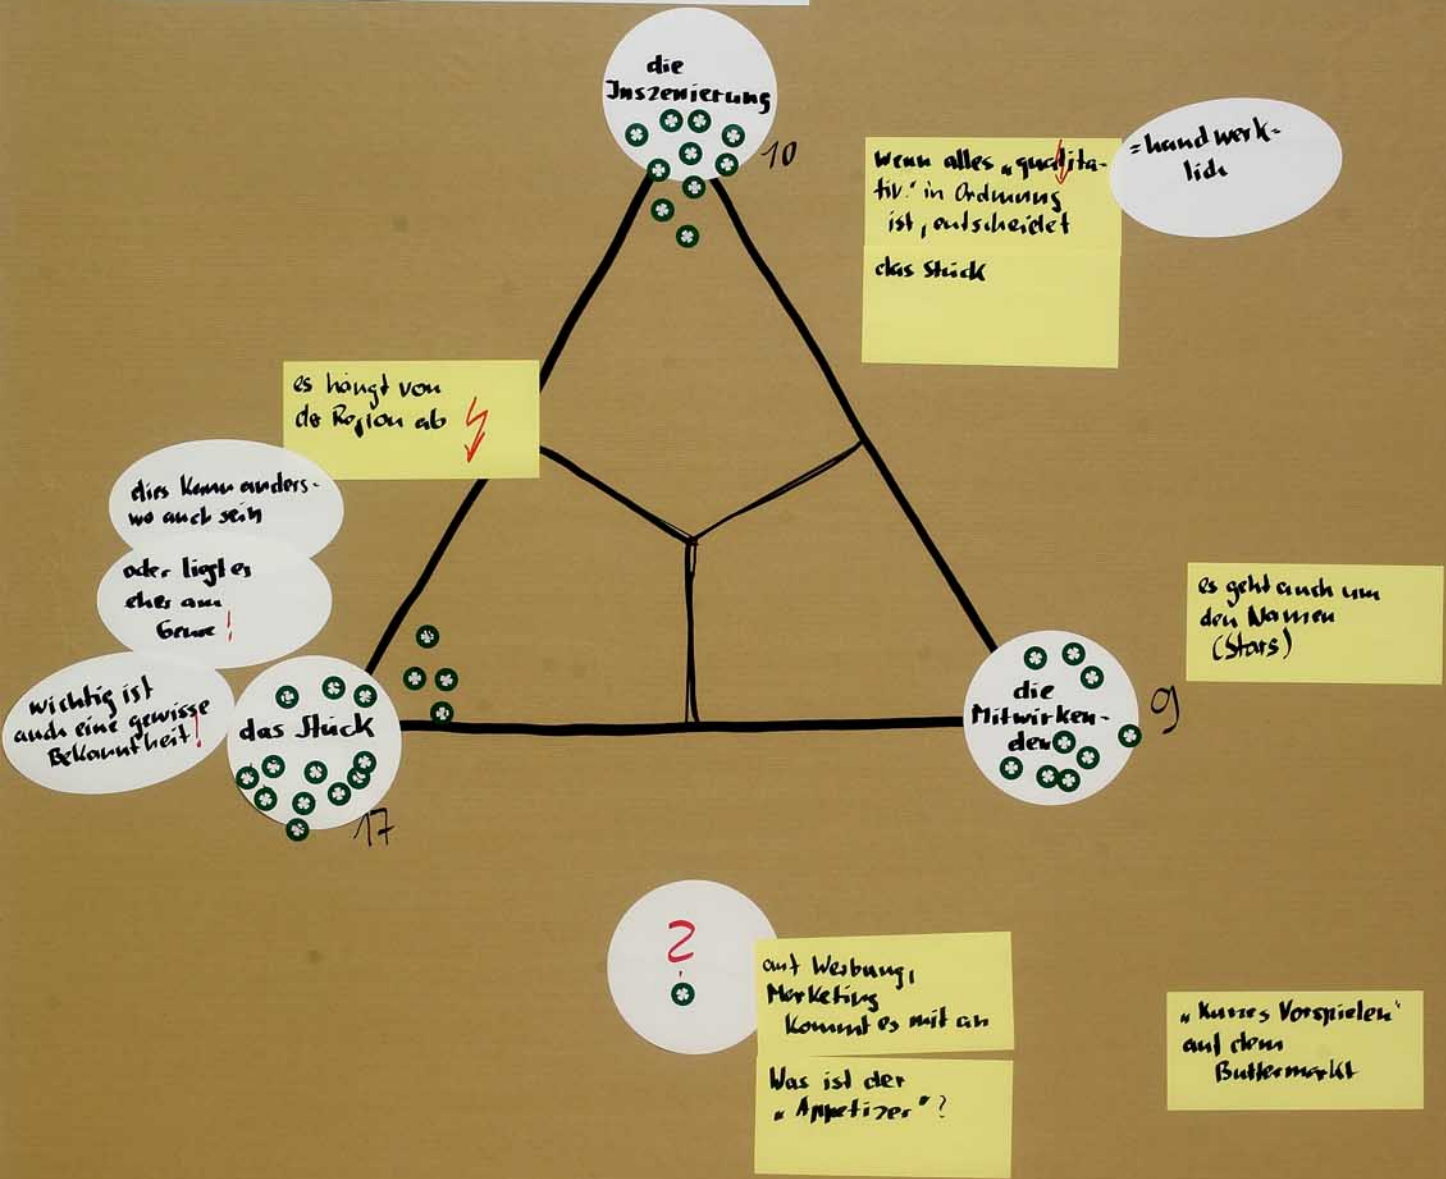 die
Inszenierung
10
wenn alles „qualita-
tiv" in Ordnung
ist, entscheidet
das Stück
=handwerk-
lich
es hängt von
der Region ab
dies kann anders-
wo auch sein
oder liegt es
eher am
Genre!
wichtig ist
auch eine gewisse
Bekanntheit!
das Stück
17
die
Mitwirken-
den
9
es geht auch um
den Namen
(Stars)
?
auf Werbung,
Marketing
kommt es mit an
Was ist der
„Appetizer"?
„Kurzes Vorspielen"
auf dem
Buttermarkt